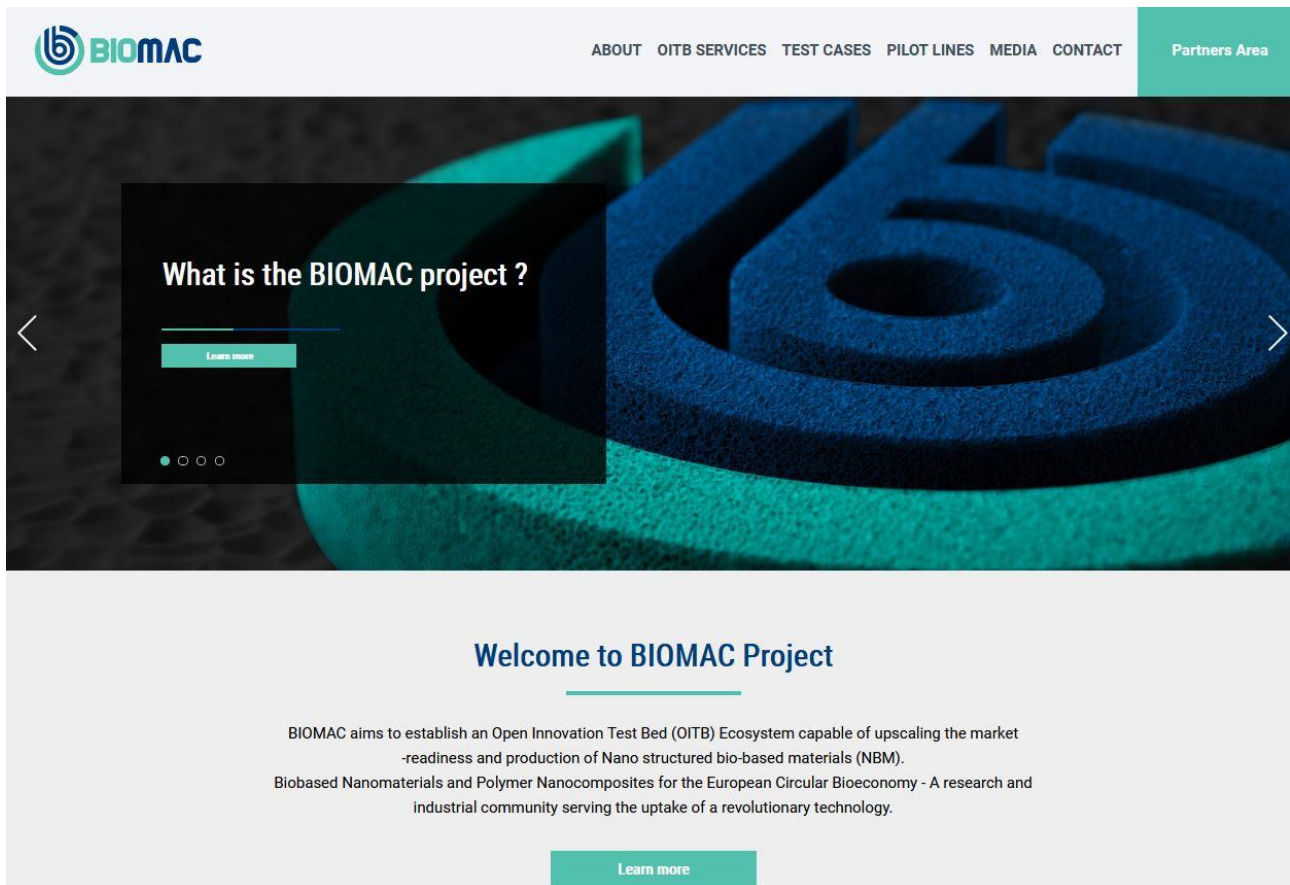 BIOMAC
ABOUT OITB SERVICES TEST CASES PILOT LINES MEDIA CONTACT Partners Area
What is the BIOMAC project ?
Learn more
Welcome to BIOMAC Project
BIOMAC aims to establish an Open Innovation Test Bed (OITB) Ecosystem capable of upscaling the market
-readiness and production of Nano structured bio-based materials (NBM).
Biobased Nanomaterials and Polymer Nanocomposites for the European Circular Bioeconomy - A research and
industrial community serving the uptake of a revolutionary technology.
Learn more